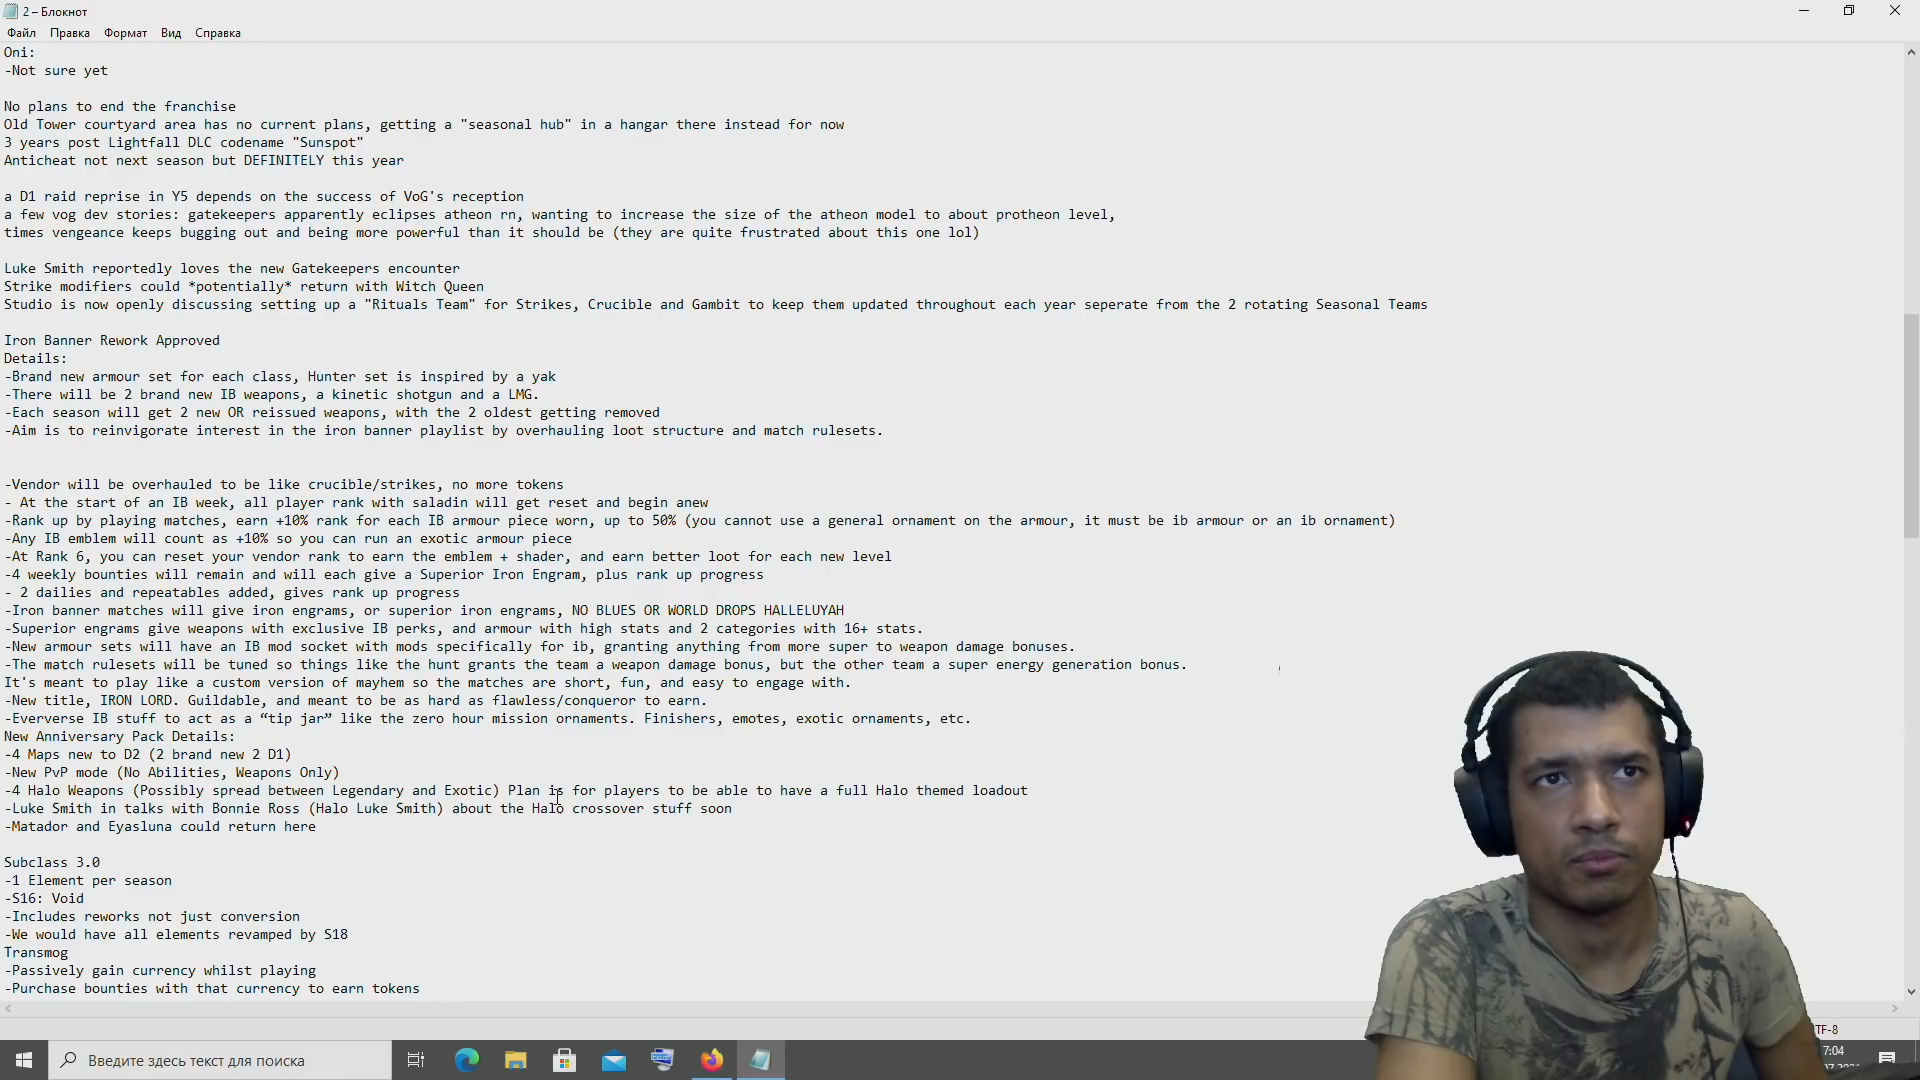 2 – Блокнот
Файл Правка Формат Вид Справка
Oni:
-Not sure yet
No plans to end the franchise
Old Tower courtyard area has no current plans, getting a "seasonal hub" in a hangar there instead for now
3 years post Lightfall DLC codename "Sunspot"
Anticheat not next season but DEFINITELY this year
a D1 raid reprise in Y5 depends on the success of VoG's reception
a few vog dev stories: gatekeepers apparently eclipses atheon rn, wanting to increase the size of the atheon model to about protheon level,
times vengeance keeps bugging out and being more powerful than it should be (they are quite frustrated about this one lol)
Luke Smith reportedly loves the new Gatekeepers encounter
Strike modifiers could *potentially* return with Witch Queen
Studio is now openly discussing setting up a "Rituals Team" for Strikes, Crucible and Gambit to keep them updated throughout each year seperate from the 2 rotating Seasonal Teams
Iron Banner Rework Approved
Details:
-Brand new armour set for each class, Hunter set is inspired by a yak
-There will be 2 brand new IB weapons, a kinetic shotgun and a LMG.
-Each season will get 2 new OR reissued weapons, with the 2 oldest getting removed
-Aim is to reinvigorate interest in the iron banner playlist by overhauling loot structure and match rulesets.
-Vendor will be overhauled to be like crucible/strikes, no more tokens
- At the start of an IB week, all player rank with saladin will get reset and begin anew
-Rank up by playing matches, earn +10% rank for each IB armour piece worn, up to 50% (you cannot use a general ornament on the armour, it must be ib armour or an ib ornament)
-Any IB emblem will count as +10% so you can run an exotic armour piece
-At Rank 6, you can reset your vendor rank to earn the emblem + shader, and earn better loot for each new level
-4 weekly bounties will remain and will each give a Superior Iron Engram, plus rank up progress
- 2 dailies and repeatables added, gives rank up progress
-Iron banner matches will give iron engrams, or superior iron engrams, NO BLUES OR WORLD DROPS HALLELUYAH
-Superior engrams give weapons with exclusive IB perks, and armour with high stats and 2 categories with 16+ stats.
-New armour sets will have an IB mod socket with mods specifically for ib, granting anything from more super to weapon damage bonuses.
-The match rulesets will be tuned so things like the hunt grants the team a weapon damage bonus, but the other team a super energy generation bonus.
It's meant to play like a custom version of mayhem so the matches are short, fun, and easy to engage with.
-New title, IRON LORD. Guildable, and meant to be as hard as flawless/conqueror to earn.
-Eververse IB stuff to act as a “tip jar” like the zero hour mission ornaments. Finishers, emotes, exotic ornaments, etc.
New Anniversary Pack Details:
-4 Maps new to D2 (2 brand new 2 D1)
-New PvP mode (No Abilities, Weapons Only)
-4 Halo Weapons (Possibly spread between Legendary and Exotic) Plan is for players to be able to have a full Halo themed loadout
-Luke Smith in talks with Bonnie Ross (Halo Luke Smith) about the Halo crossover stuff soon
-Matador and Eyasluna could return here
Subclass 3.0
-1 Element per season
-S16: Void
-Includes reworks not just conversion
-We would have all elements revamped by S18
Transmog
-Passively gain currency whilst playing
-Purchase bounties with that currency to earn tokens
TF-8
Введите здесь текст для поиска
7:04